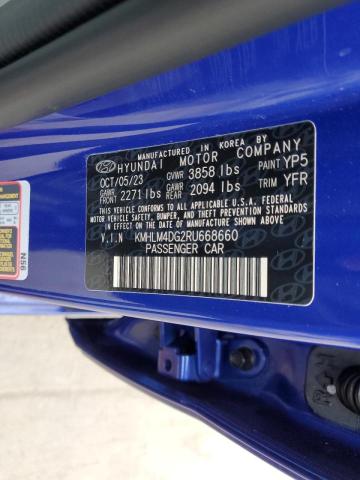 MANUFACTURED IN KOREA BY
HYUNDAI MOTOR COMPANY
OCT/05/23 GVWR 3858 lbs PAINT YP5
GAWR FRONT 2271 lbs GAWR REAR 2094 lbs TRIM YFR
THIS VEHICLE CONFORMS TO ALL APPLICABLE U.S.A. FEDERAL
MOTOR VEHICLE SAFETY, BUMPER, AND THEFT PREVENTION
STANDARDS IN EFFECT ON THE DATE OF MANUFACTURE
SHOWN ABOVE.
V.I.N KMHLM4DG2RU668660
PASSENGER CAR
N56